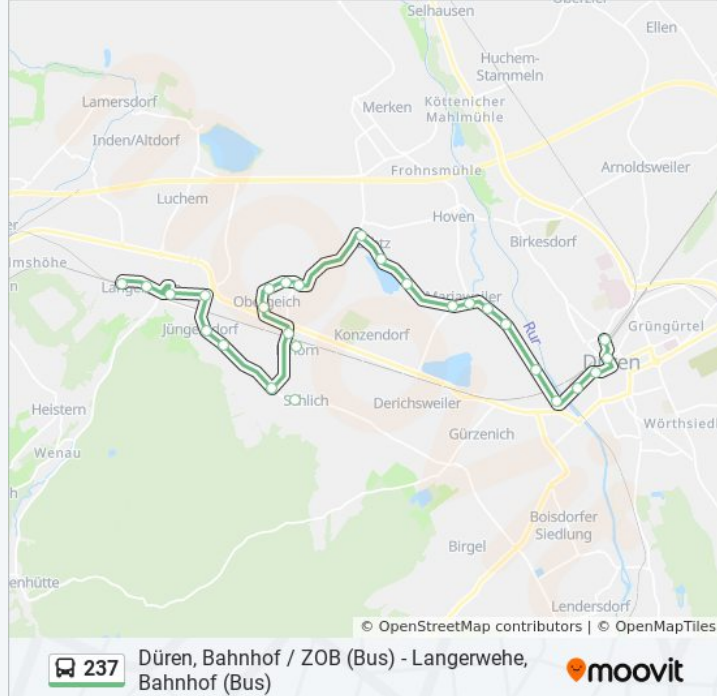 Selhausen
Ellen
Huchem-
Stammeln
Lamersdorf
Merken
Köttenicher
Mahlmühle
Inden/Altdorf
Frohnsmühle
Arnoldsweiler
Luchem
Hoven
Birkesdorf
Mariaweiler
Rur
Grüngürtel
Jüngersdorf
Konzendorf
Düren
Schlich
Derichsweiler
Heistern
Gürzenich
Wenau
Boisdorfer
Siedlung
Birgel
Lendersdorf
© OpenStreetMap contributors | © OpenMapTiles
237
Düren, Bahnhof / ZOB (Bus) - Langerwehe,
Bahnhof (Bus)
moovit